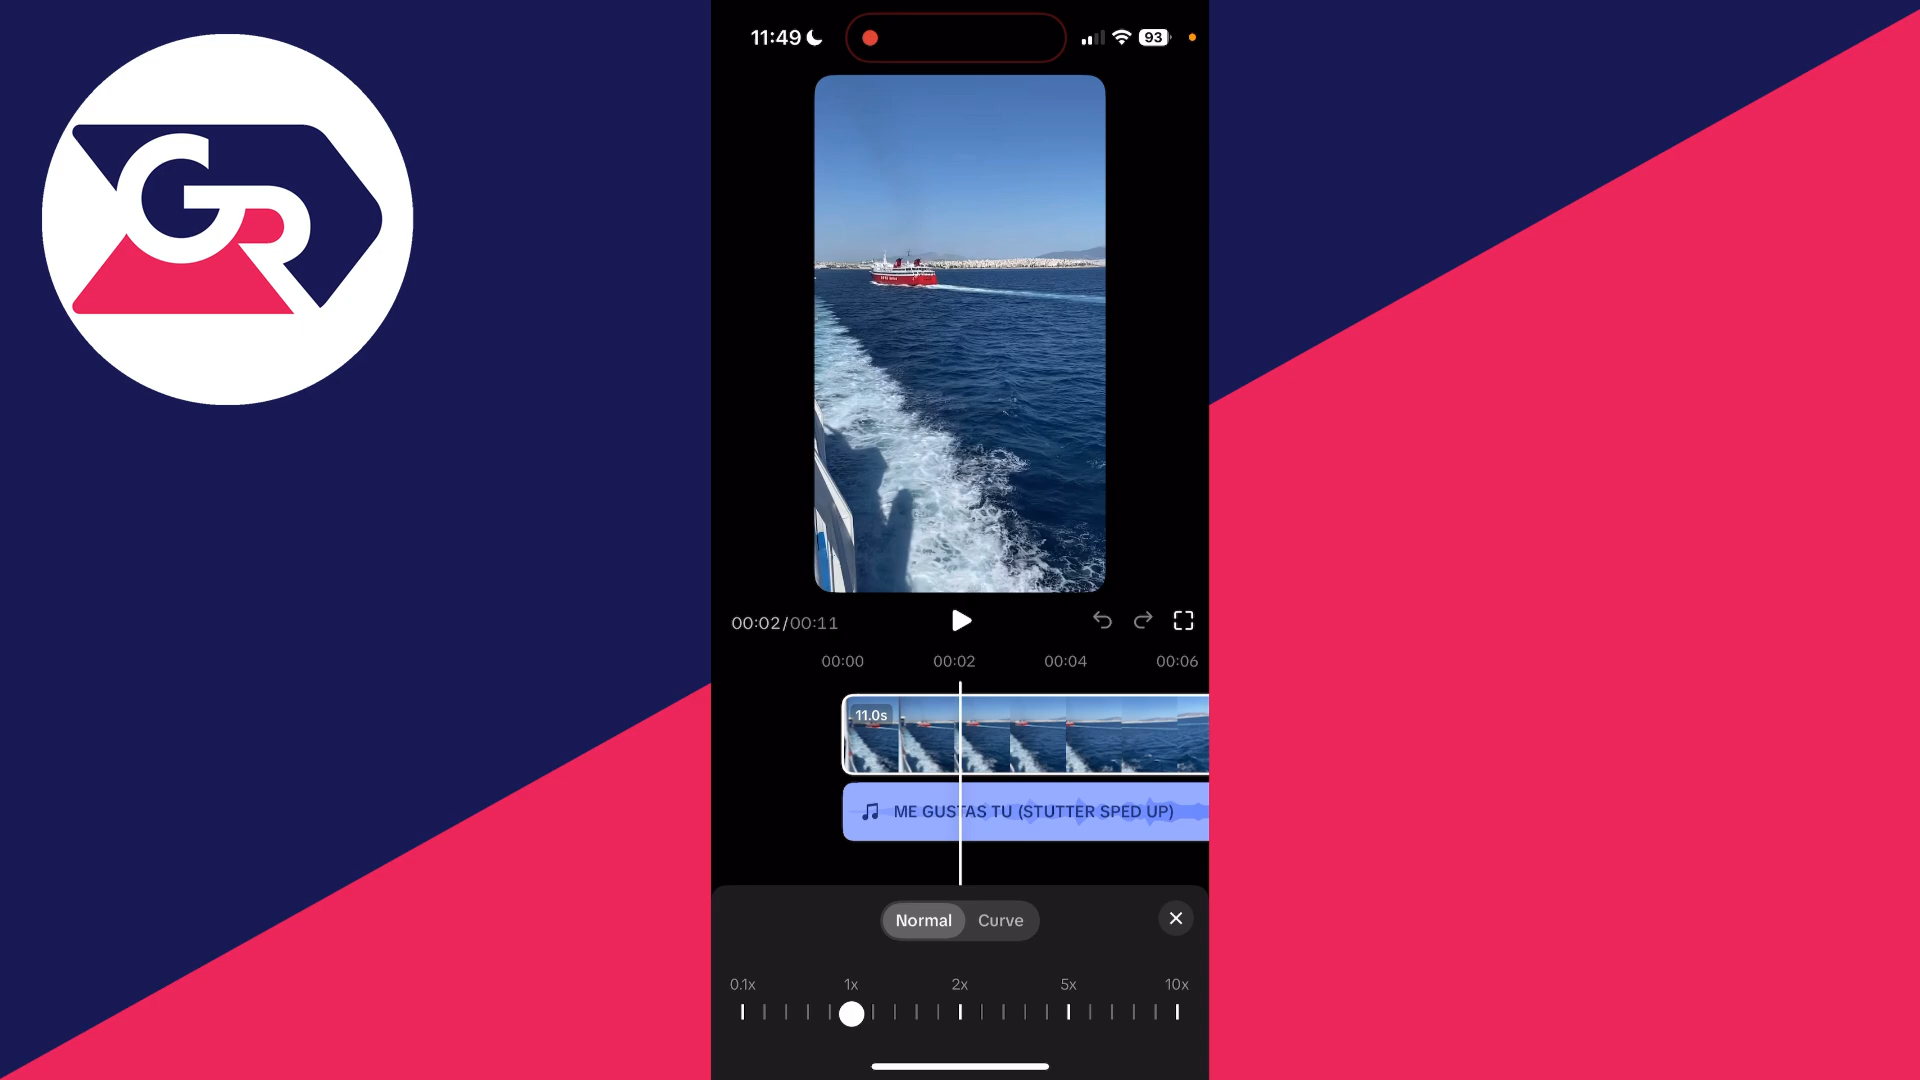 GR
11:49
93
00:02/00:11
00:00 00:02 00:04 00:06
11.0s
ME GUSTAS TU (STUTTER SPED UP)
Normal Curve
0.1x 1x 2x 5x 10x